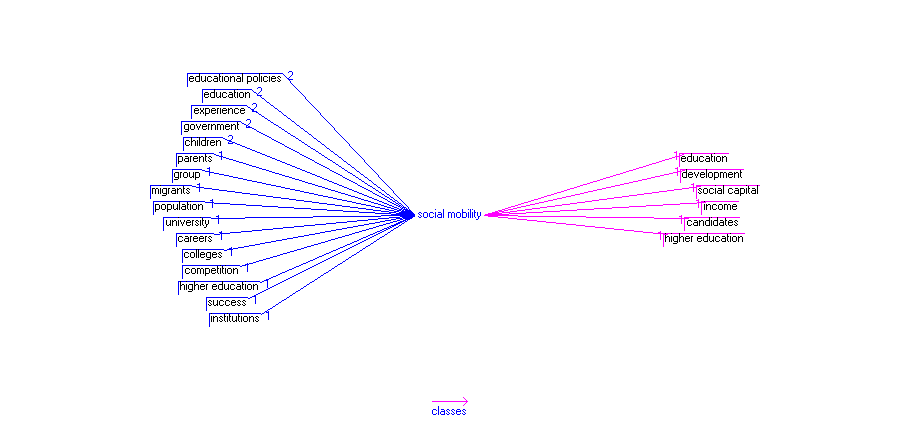 educational policies 2
education 2
experience 2
government 2
children 2
parents 1
group 1
migrants 1
population 1
university 1
careers 1
colleges 1
competition 1
higher education 1
success 1
institutions 1
social mobility
1 education
1 development
1 social capital
1 income
1 candidates
1 higher education
classes